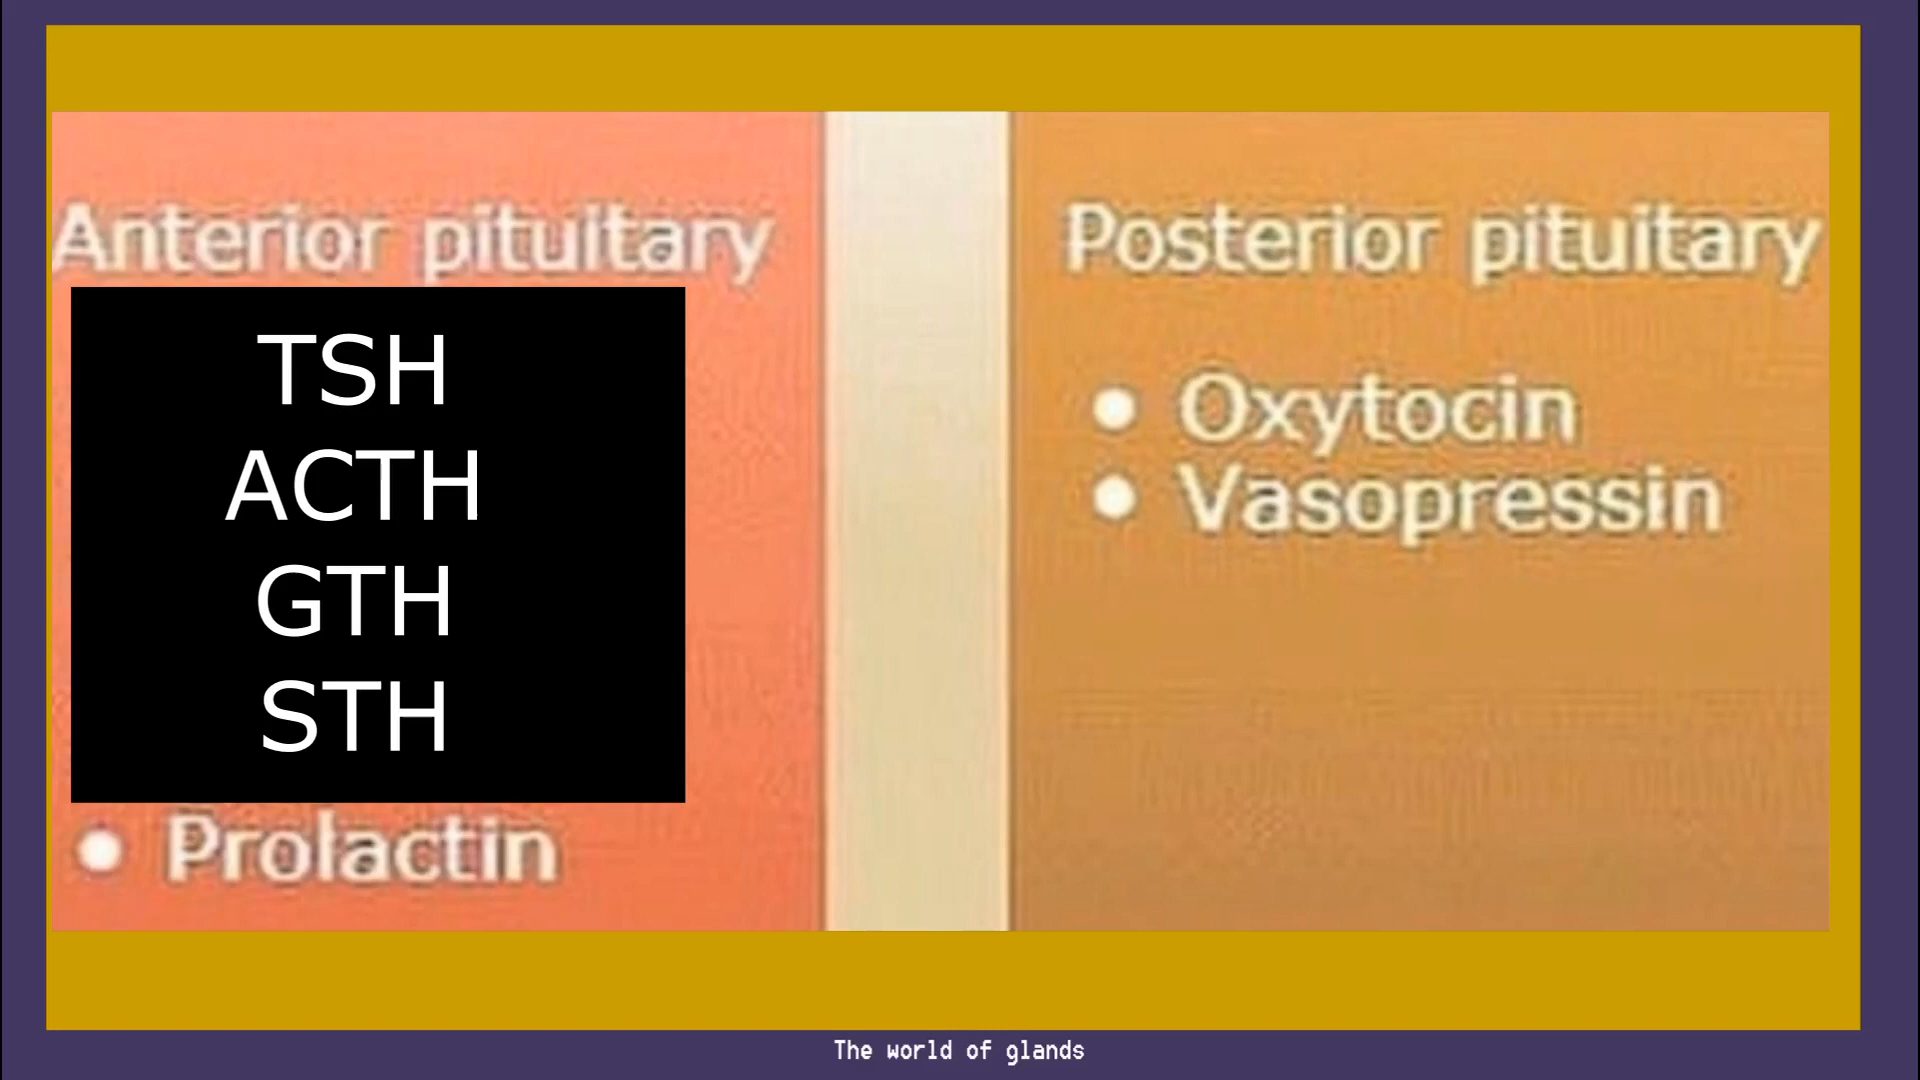 Anterior pituitary
TSH
ACTH
GTH
STH
• Prolactin
Posterior pituitary
• Oxytocin
• Vasopressin
The world of glands